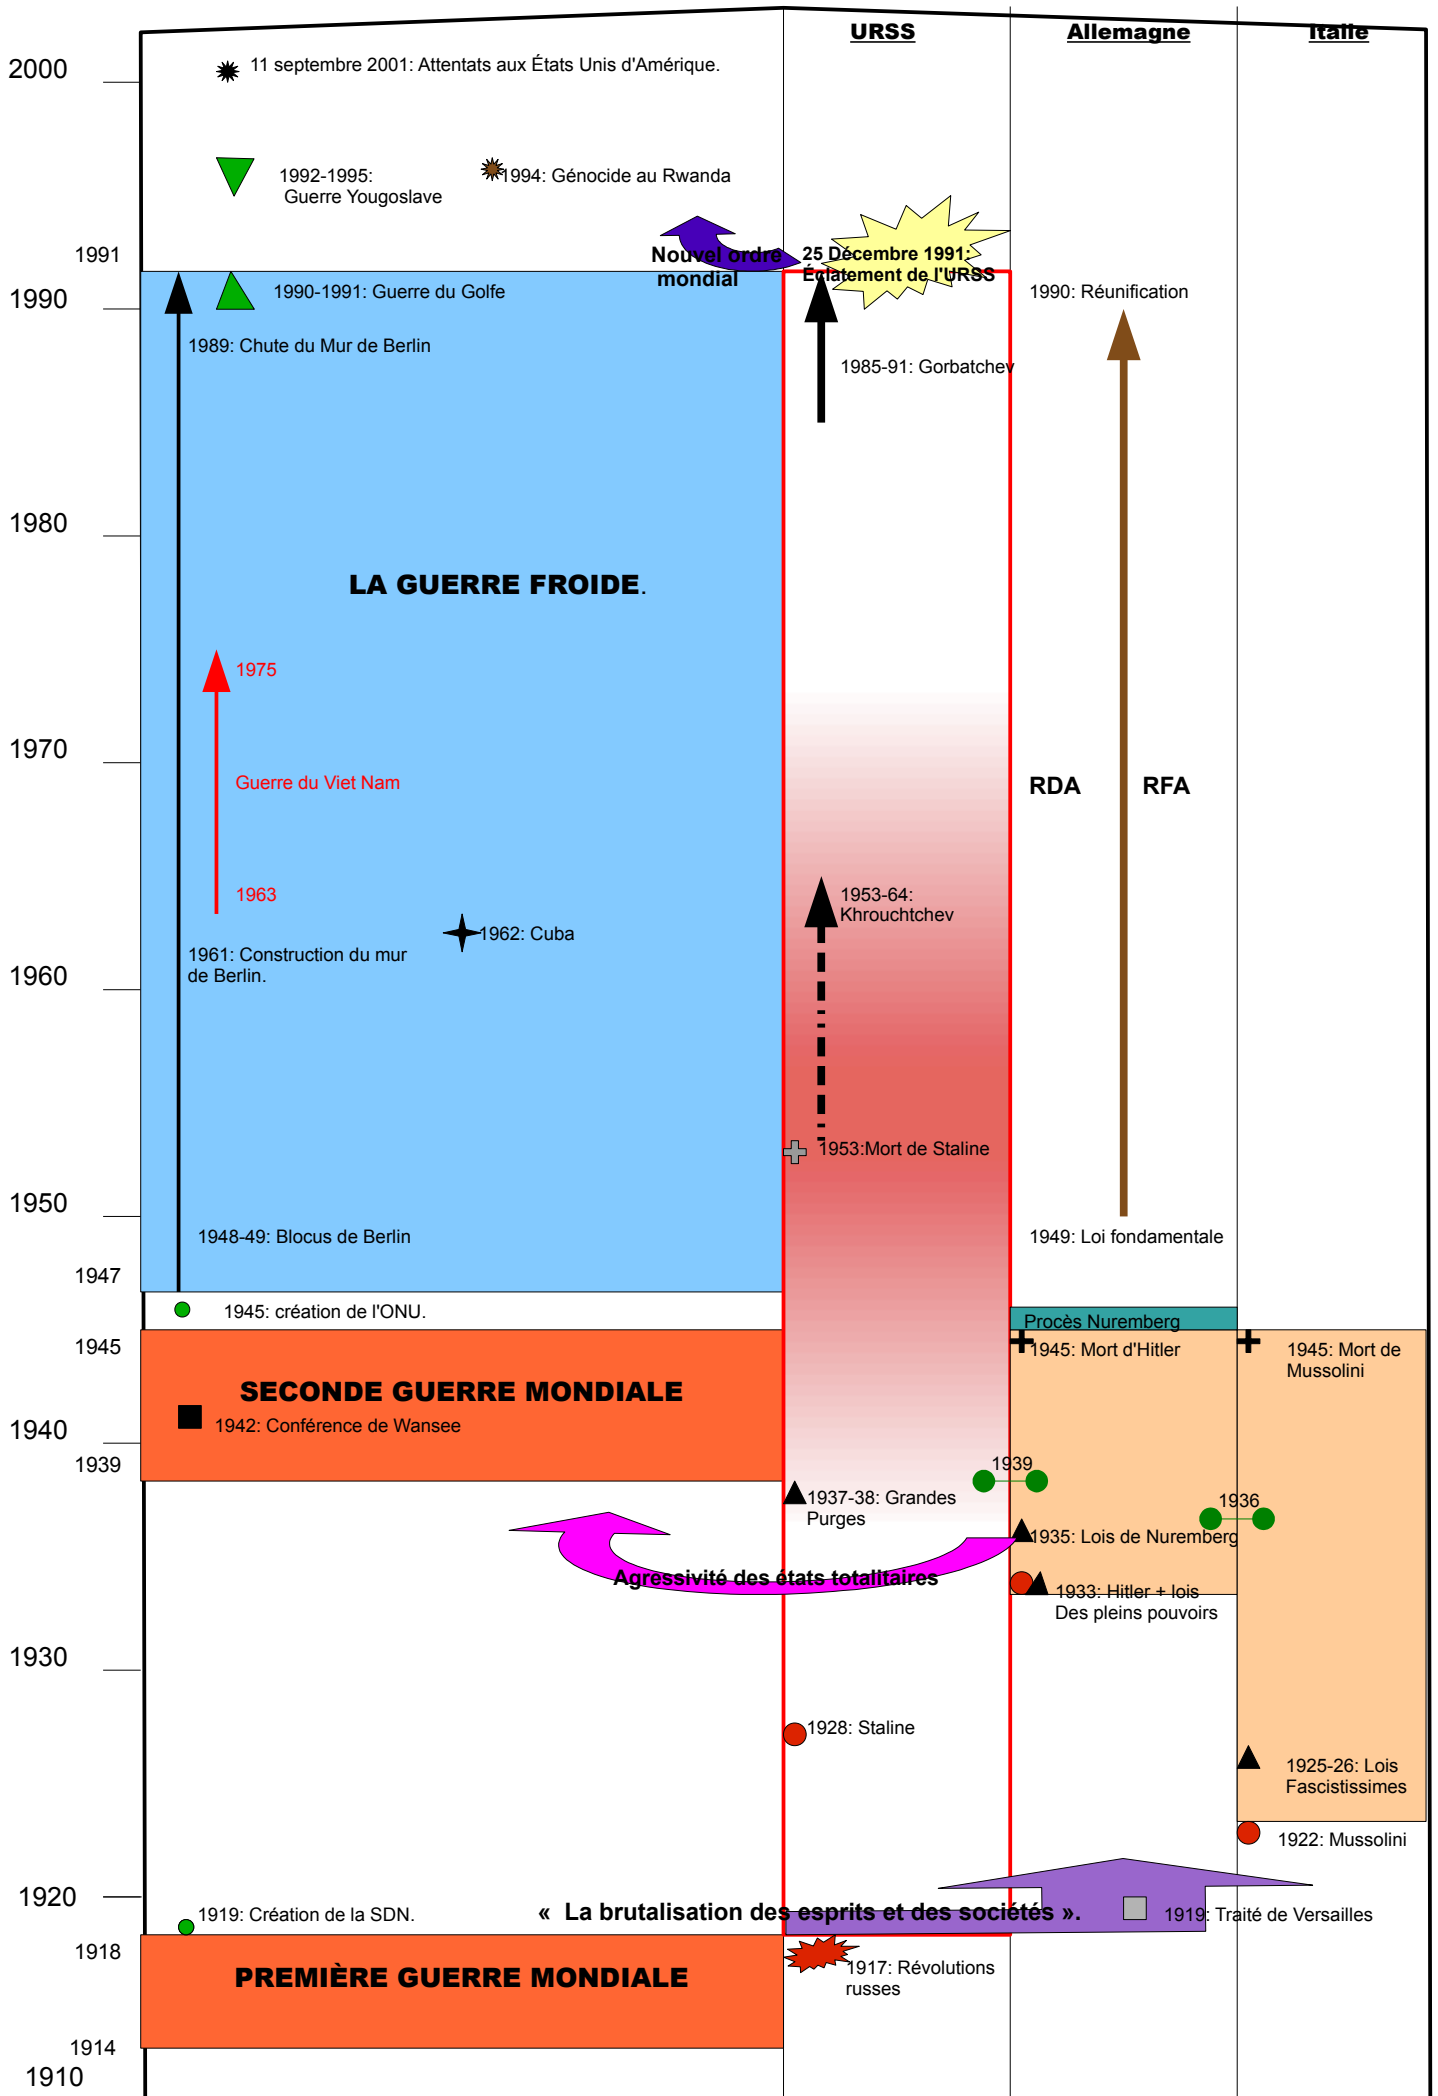 URSS
Allemagne
Italie
2000
11 septembre 2001: Attentats aux États Unis d'Amérique.
1992-1995:
Guerre Yougoslave
1994: Génocide au Rwanda
1991
Nouvel ordre
mondial
25 Décembre 1991:
Éclatement de l'URSS
1990
1990-1991: Guerre du Golfe
1990: Réunification
1989: Chute du Mur de Berlin
1985-91: Gorbatchev
1980
LA GUERRE FROIDE.
1975
1970
Guerre du Viet Nam
RDA
RFA
1963
1953-64:
Khrouchtchev
1962: Cuba
1961: Construction du mur
de Berlin.
1960
1953:Mort de Staline
1950
1948-49: Blocus de Berlin
1949: Loi fondamentale
1947
1945: création de l'ONU.
Procès Nuremberg
1945
1945: Mort d'Hitler
1945: Mort de
Mussolini
SECONDE GUERRE MONDIALE
1942: Conférence de Wansee
1940
1939
1939
1937-38: Grandes
Purges
1936
1935: Lois de Nuremberg
Agressivité des états totalitaires
1933: Hitler + lois
Des pleins pouvoirs
1930
1928: Staline
1925-26: Lois
Fascistissimes
1922: Mussolini
1920
1919: Création de la SDN.
« La brutalisation des esprits et des sociétés ».
1919: Traité de Versailles
1918
PREMIÈRE GUERRE MONDIALE
1917: Révolutions
russes
1914
1910